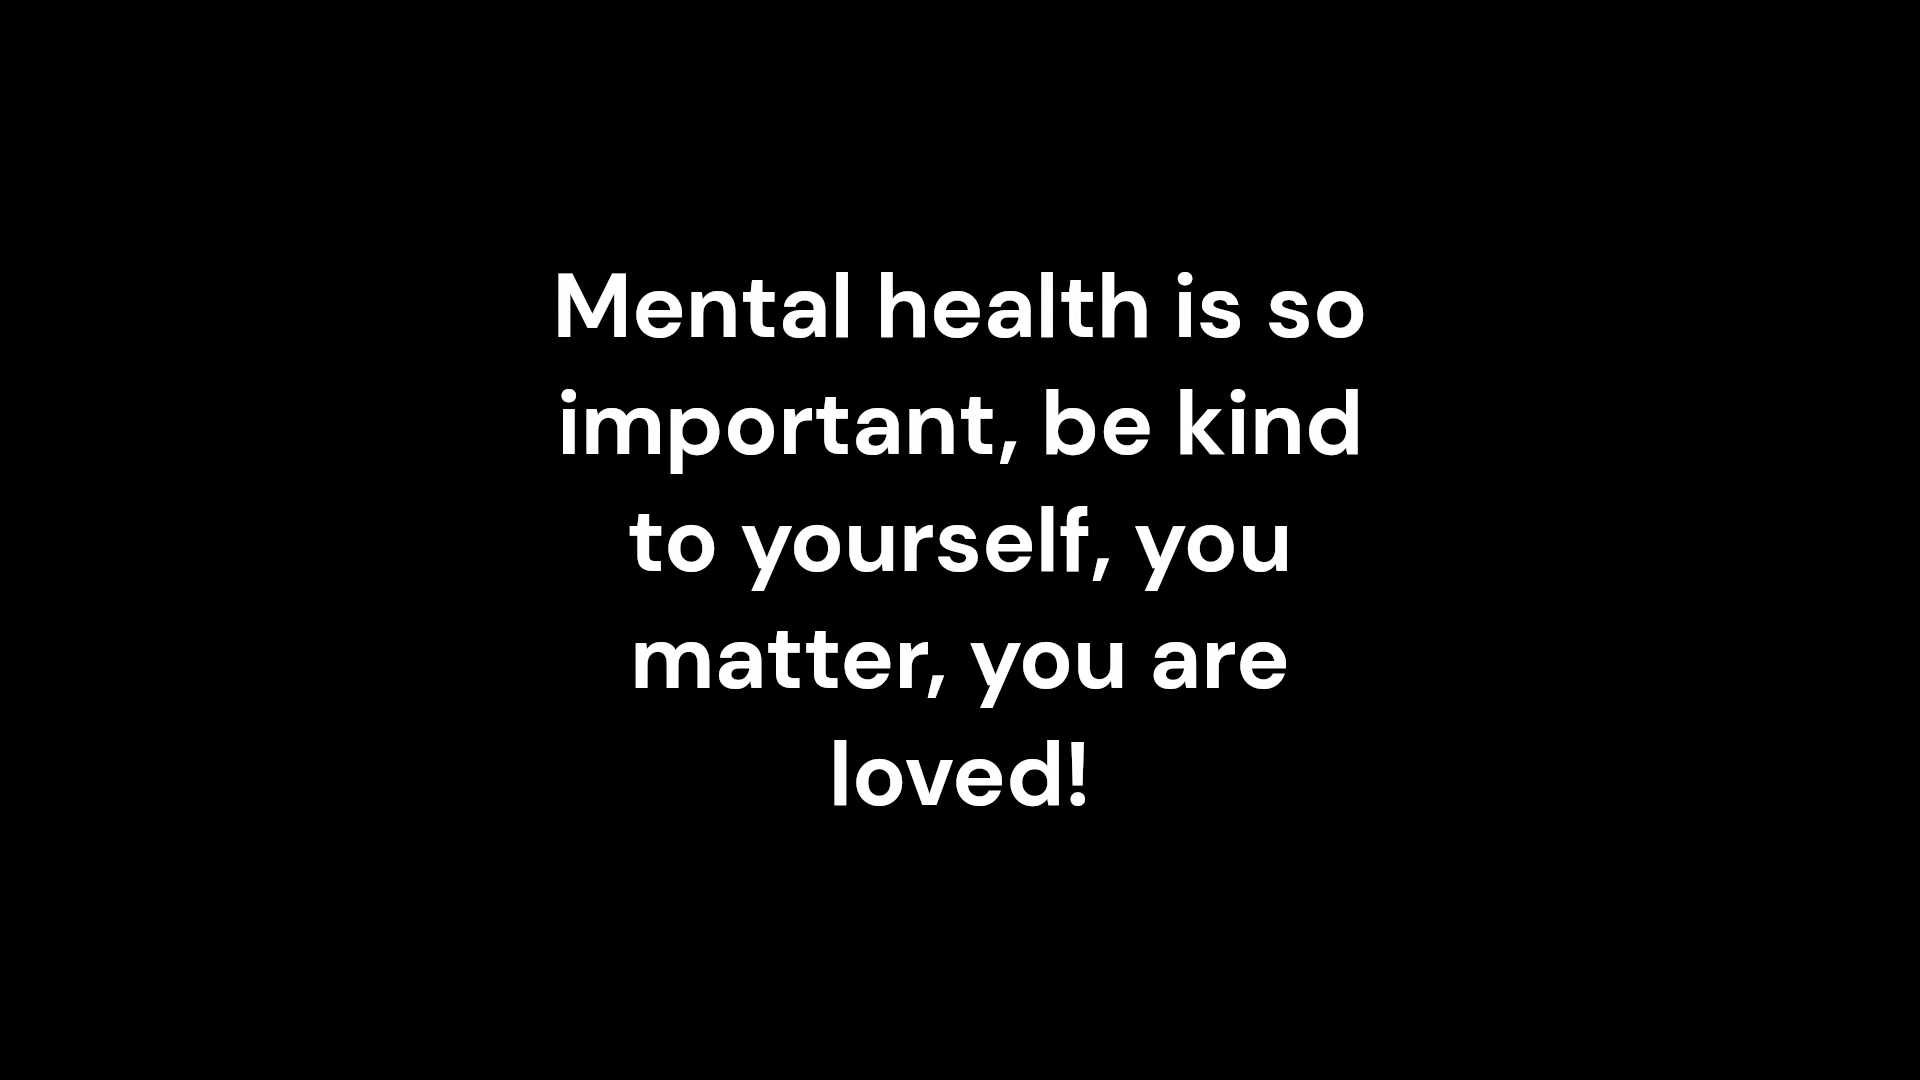 Mental health is so
important, be kind
to yourself, you
matter, you are
loved!